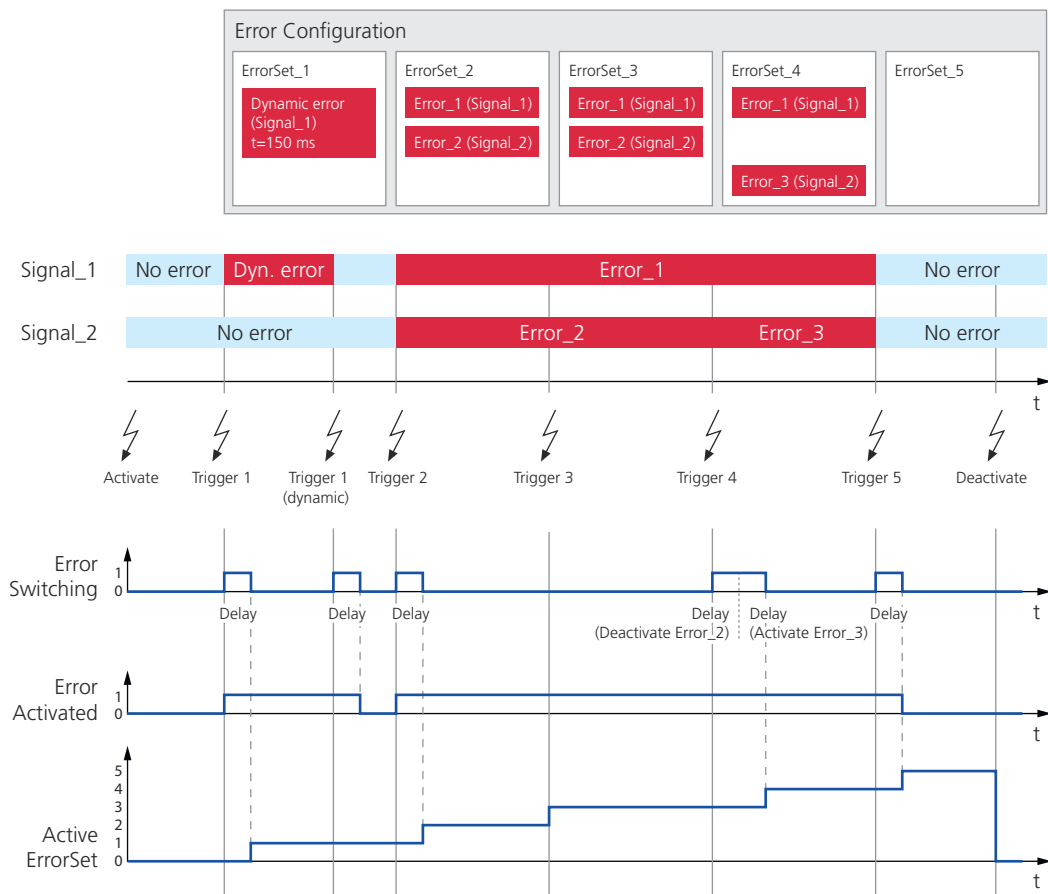 Error Configuration
ErrorSet_1
ErrorSet_2
ErrorSet_3
ErrorSet_4
ErrorSet_5
Dynamic error
(Signal_1)
t=150 ms
Error_1 (Signal_1)
Error_2 (Signal_2)
Error_1 (Signal_1)
Error_2 (Signal_2)
Error_1 (Signal_1)
Error_3 (Signal_2)
Signal_1
No error
Dyn. error
Error_1
No error
Signal_2
No error
Error_2
Error_3
No error
t
Activate
Trigger 1
Trigger 1
(dynamic)
Trigger 2
Trigger 3
Trigger 4
Trigger 5
Deactivate
Error
Switching
1
0
t
Delay
Delay
Delay
Delay
(Deactivate Error_2)
Delay
(Activate Error_3)
Delay
Error
Activated
1
0
t
Active
ErrorSet
5
4
3
2
1
0
t